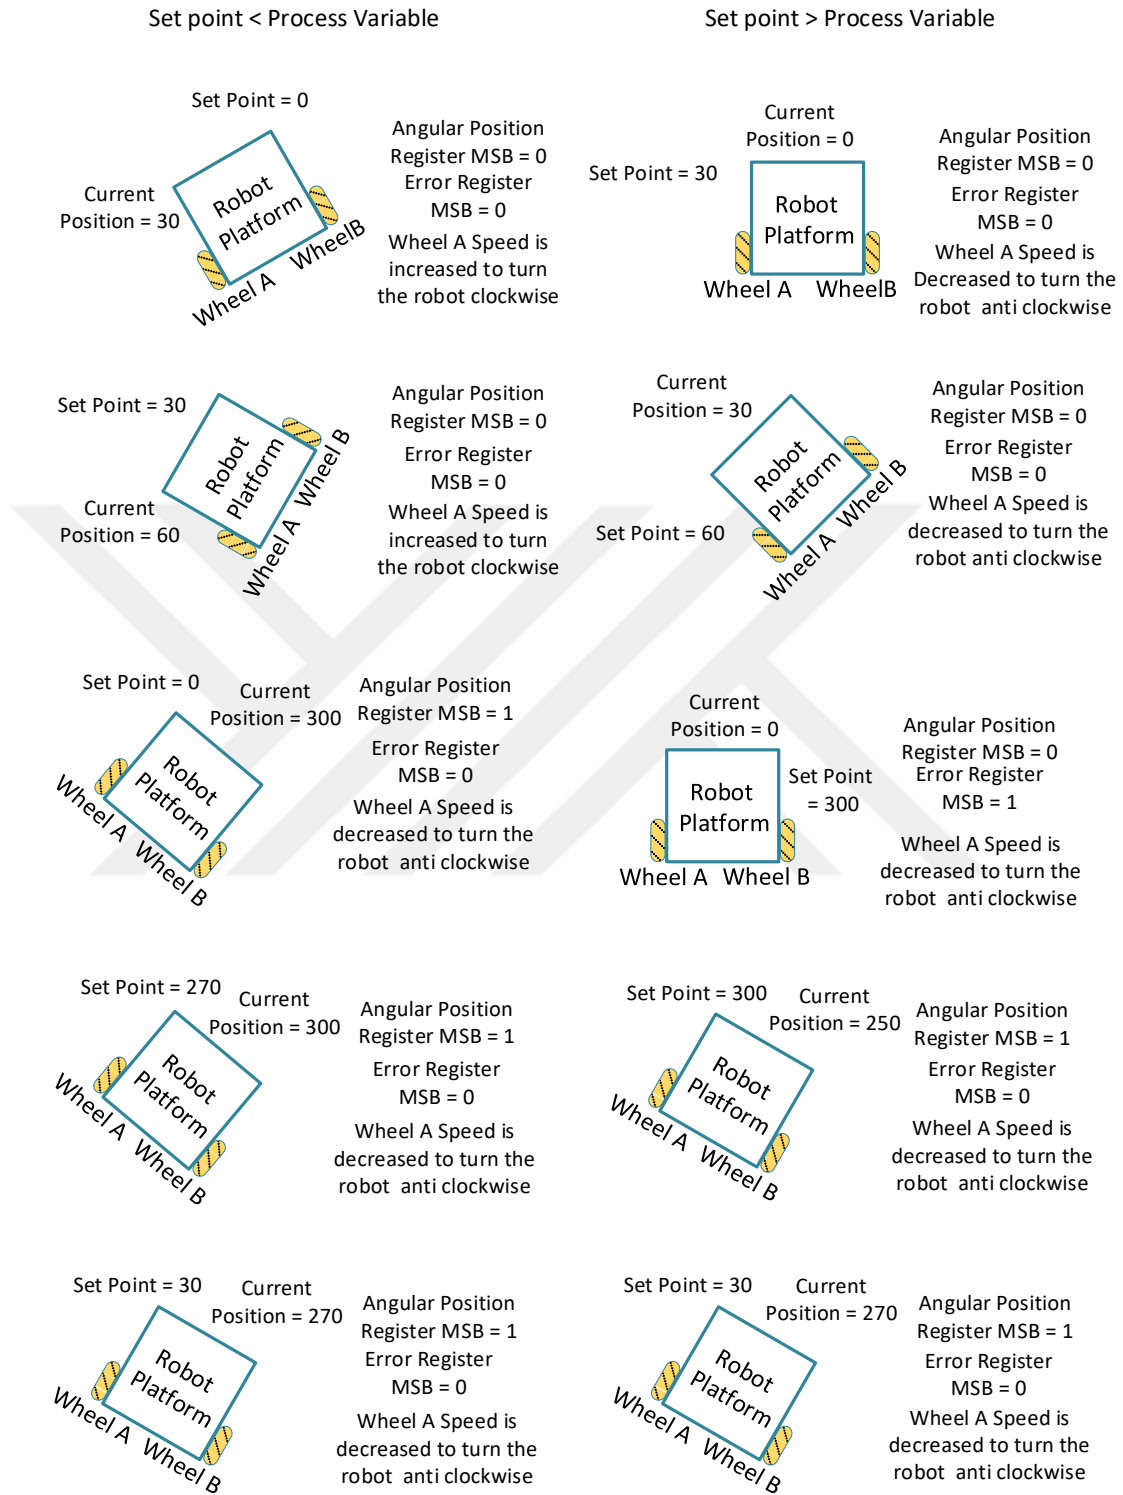 Set point < Process Variable
Set point > Process Variable
Set Point = 0
Current
Position = 30
Robot
Platform
Wheel A
WheelB
Angular Position
Register MSB = 0
Error Register
MSB = 0
Wheel A Speed is
increased to turn
the robot clockwise
Current
Position = 0
Set Point = 30
Robot
Platform
Wheel A
WheelB
Angular Position
Register MSB = 0
Error Register
MSB = 0
Wheel A Speed is
Decreased to turn the
robot anti clockwise
Set Point = 30
Current
Position = 60
Robot
Platform
Wheel A
Wheel B
Angular Position
Register MSB = 0
Error Register
MSB = 0
Wheel A Speed is
increased to turn
the robot clockwise
Current
Position = 30
Set Point = 60
Robot
Platform
Wheel A
Wheel B
Angular Position
Register MSB = 0
Error Register
MSB = 0
Wheel A Speed is
decreased to turn the
robot anti clockwise
Set Point = 0
Current
Position = 300
Robot
Platform
Wheel A
Wheel B
Angular Position
Register MSB = 1
Error Register
MSB = 0
Wheel A Speed is
decreased to turn the
robot anti clockwise
Current
Position = 0
Set Point
= 300
Robot
Platform
Wheel A
Wheel B
Angular Position
Register MSB = 0
Error Register
MSB = 1
Wheel A Speed is
decreased to turn the
robot anti clockwise
Set Point = 270
Current
Position = 300
Robot
Platform
Wheel A
Wheel B
Angular Position
Register MSB = 1
Error Register
MSB = 0
Wheel A Speed is
decreased to turn the
robot anti clockwise
Set Point = 300
Current
Position = 250
Robot
Platform
Wheel A
Wheel B
Angular Position
Register MSB = 1
Error Register
MSB = 0
Wheel A Speed is
decreased to turn the
robot anti clockwise
Set Point = 30
Current
Position = 270
Robot
Platform
Wheel A
Wheel B
Angular Position
Register MSB = 1
Error Register
MSB = 0
Wheel A Speed is
decreased to turn the
robot anti clockwise
Set Point = 30
Current
Position = 270
Robot
Platform
Wheel A
Wheel B
Angular Position
Register MSB = 1
Error Register
MSB = 0
Wheel A Speed is
decreased to turn the
robot anti clockwise